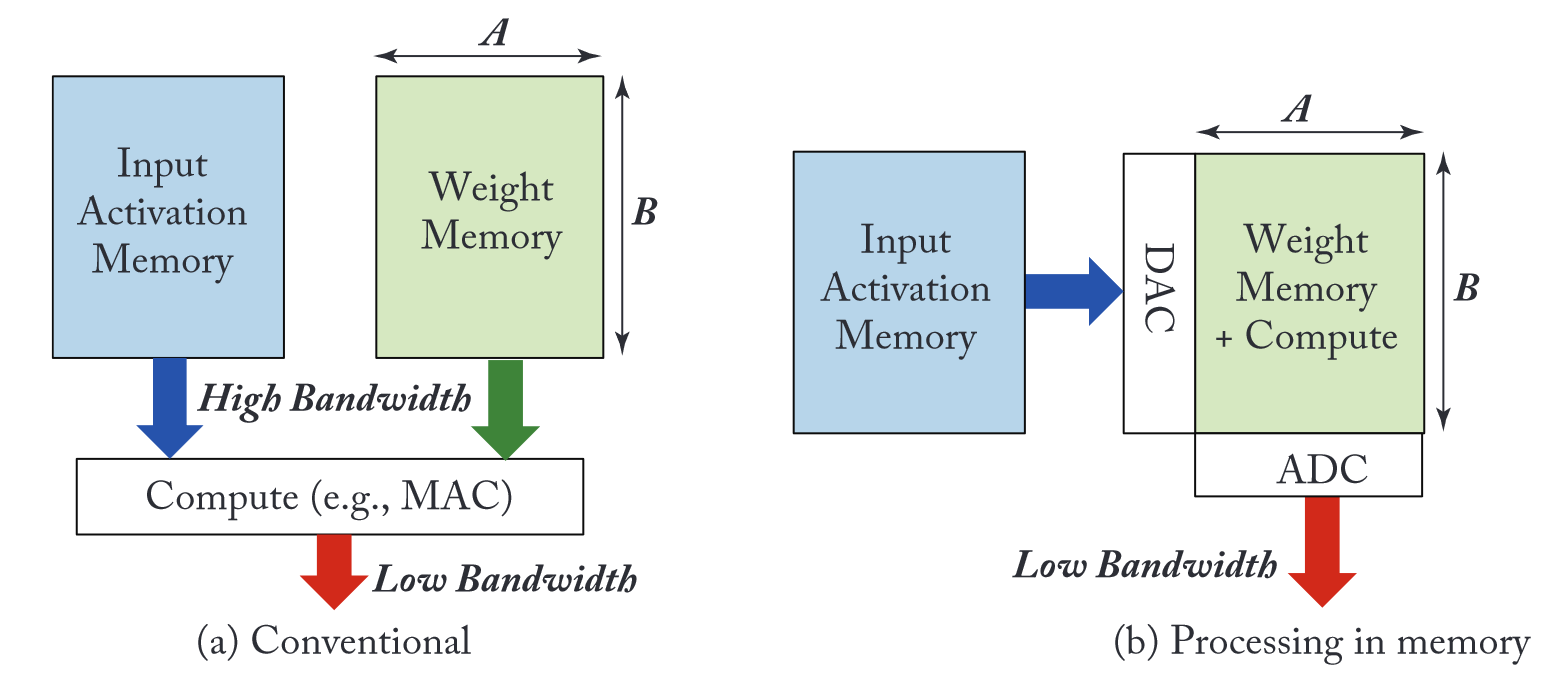 A
Input
Activation
Memory
Weight
Memory
B
High Bandwidth
Compute (e.g., MAC)
Low Bandwidth
(a) Conventional
A
Input
Activation
Memory
DAC
Weight
Memory
+ Compute
B
ADC
Low Bandwidth
(b) Processing in memory